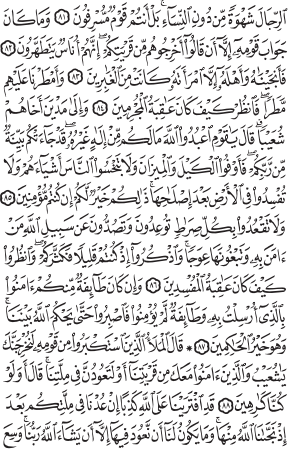 ٱلرِّجَالَ شَهْوَةً مِّن دُونِ ٱلنِّسَآءِۚ بَلْ أَنتُمْ قَوْمٌ مُّسْرِفُونَ ٨١ وَمَا كَانَ
جَوَابَ قَوْمِهِۦٓ إِلَّآ أَن قَالُوٓا۟ أَخْرِجُوهُم مِّن قَرْيَتِكُمْۖ إِنَّهُمْ أُنَاسٌ يَتَطَهَّرُونَ ٨٢
فَأَنجَيْنَٰهُ وَأَهْلَهُۥٓ إِلَّا ٱمْرَأَتَهُۥ كَانَتْ مِنَ ٱلْغَٰبِرِينَ ٨٣ وَأَمْطَرْنَا عَلَيْهِم
مَّطَرًاۖ فَٱنظُرْ كَيْفَ كَانَ عَٰقِبَةُ ٱلْمُجْرِمِينَ ٨٤ وَإِلَىٰ مَدْيَنَ أَخَاهُمْ
شُعَيْبًاۚ قَالَ يَٰقَوْمِ ٱعْبُدُوا۟ ٱللَّهَ مَا لَكُم مِّنْ إِلَٰهٍ غَيْرُهُۥۖ قَدْ جَآءَتْكُم بَيِّنَةٌ
مِّن رَّبِّكُمْۖ فَأَوْفُوا۟ ٱلْكَيْلَ وَٱلْمِيزَانَ وَلَا تَبْخَسُوا۟ ٱلنَّاسَ أَشْيَآءَهُمْ وَلَا
تُفْسِدُوا۟ فِى ٱلْأَرْضِ بَعْدَ إِصْلَٰحِهَاۚ ذَٰلِكُمْ خَيْرٌ لَّكُمْ إِن كُنتُم مُّؤْمِنِينَ ٨٥
وَلَا تَقْعُدُوا۟ بِكُلِّ صِرَٰطٍ تُوعِدُونَ وَتَصُدُّونَ عَن سَبِيلِ ٱللَّهِ مَنْ
ءَامَنَ بِهِۦ وَتَبْغُونَهَا عِوَجًاۚ وَٱذْكُرُوٓا۟ إِذْ كُنتُمْ قَلِيلًا فَكَثَّرَكُمْۖ وَٱنظُرُوا۟
كَيْفَ كَانَ عَٰقِبَةُ ٱلْمُفْسِدِينَ ٨٦ وَإِن كَانَ طَآئِفَةٌ مِّنكُمْ ءَامَنُوا۟
بِٱلَّذِىٓ أُرْسِلْتُ بِهِۦ وَطَآئِفَةٌ لَّمْ يُؤْمِنُوا۟ فَٱصْبِرُوا۟ حَتَّىٰ يَحْكُمَ ٱللَّهُ بَيْنَنَاۚ
وَهُوَ خَيْرُ ٱلْحَٰكِمِينَ ٨٧ ۞ قَالَ ٱلْمَلَأُ ٱلَّذِينَ ٱسْتَكْبَرُوا۟ مِن قَوْمِهِۦ لَنُخْرِجَنَّكَ
يَٰشُعَيْبُ وَٱلَّذِينَ ءَامَنُوا۟ مَعَكَ مِن قَرْيَتِنَآ أَوْ لَتَعُودُنَّ فِى مِلَّتِنَاۚ قَالَ أَوَلَوْ
كُنَّا كَٰرِهِينَ ٨٨ قَدِ ٱفْتَرَيْنَا عَلَى ٱللَّهِ كَذِبًا إِنْ عُدْنَا فِى مِلَّتِكُم بَعْدَ
إِذْ نَجَّىٰنَا ٱللَّهُ مِنْهَاۚ وَمَا يَكُونُ لَنَآ أَن نَّعُودَ فِيهَآ إِلَّآ أَن يَشَآءَ ٱللَّهُ رَبُّنَاۚ وَسِعَ